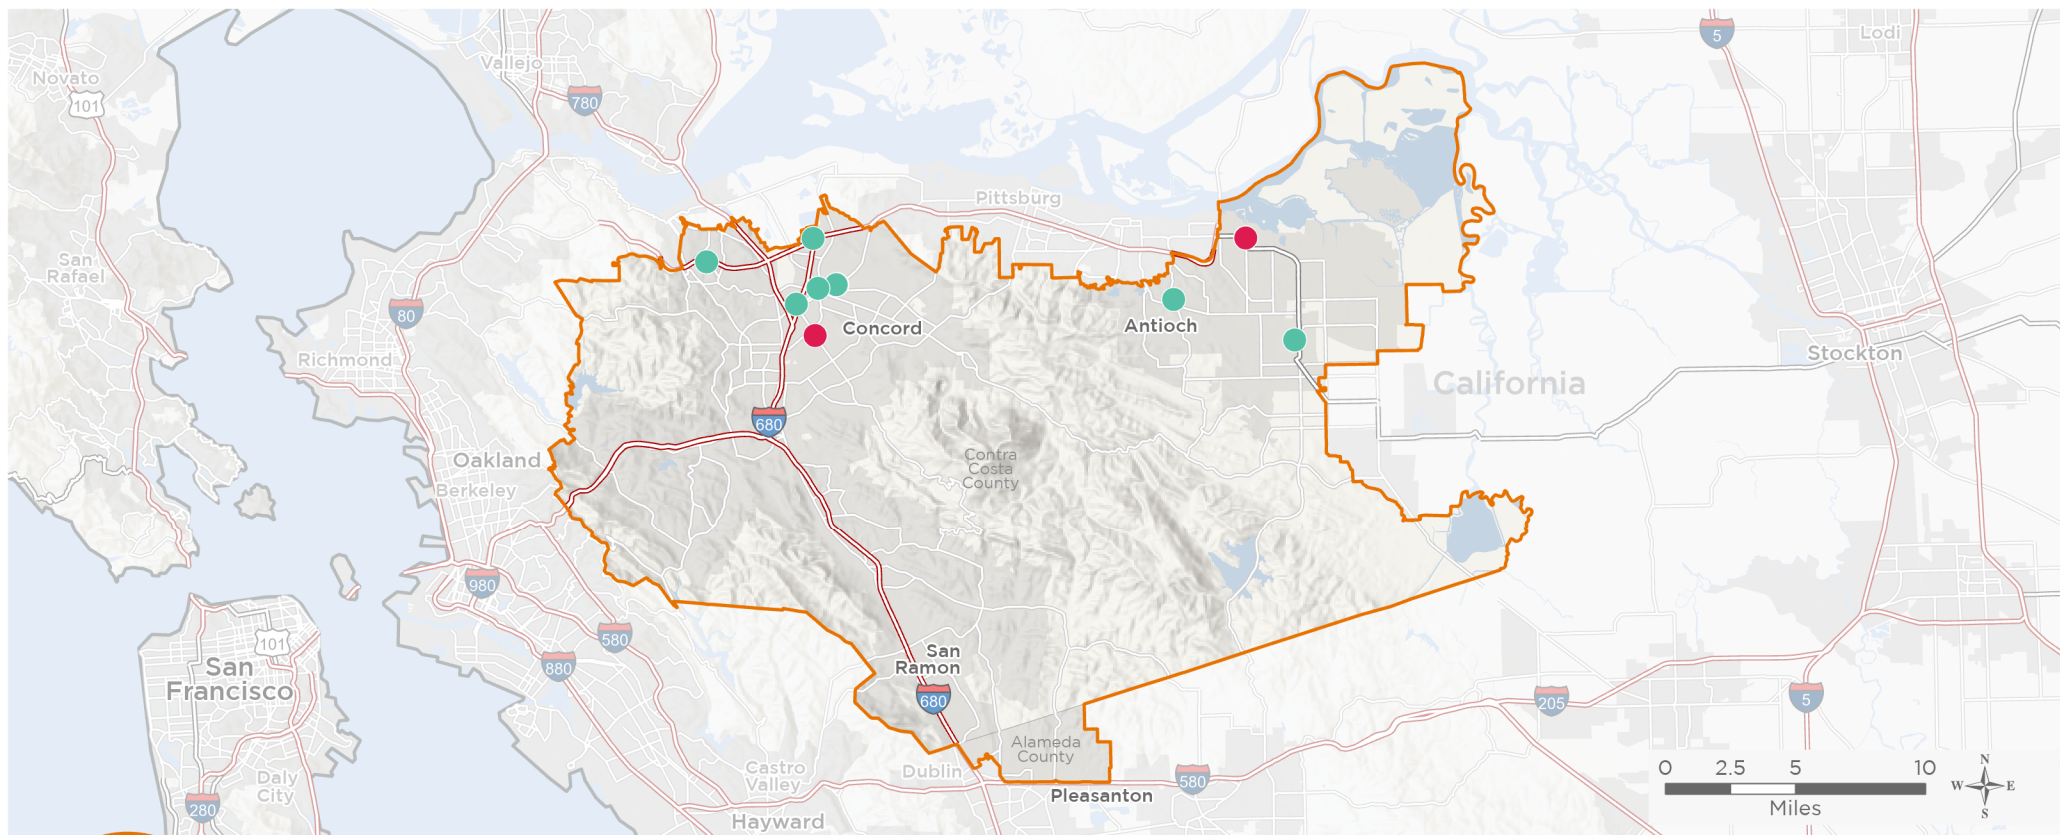 5
Lodi
Vallejo
Novato
101
780
Pittsburg
San
Rafael
80
Concord
Antioch
Richmond
Stockton
California
680
Oakland
Contra
Costa
County
Berkeley
980
580
101
San
Francisco
880
San
Ramon
680
205
5
Alameda
County
Daly
City
Castro
Valley
Dublin
580
280
Pleasanton
Hayward
0 2.5 5 10
Miles
N
W E
S